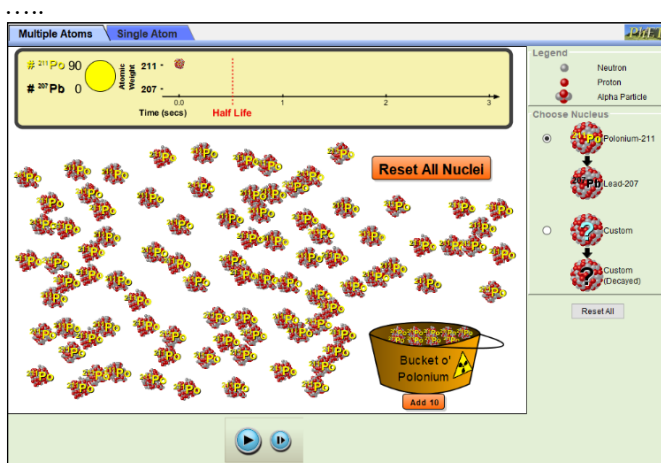 .....
Multiple Atoms Single Atom PhET
Legend
Neutron
Proton
Alpha Particle
# ²¹¹Po 90
# ²⁰⁷Pb 0
Atomic Weight
211
207
0.0 1 2 3
Time (secs) Half Life
Choose Nucleus
²¹¹Po Polonium-211
²⁰⁷Pb Lead-207
? Custom
? Custom
(Decayed)
Reset All
Reset All Nuclei
Bucket o'
Polonium
Add 10